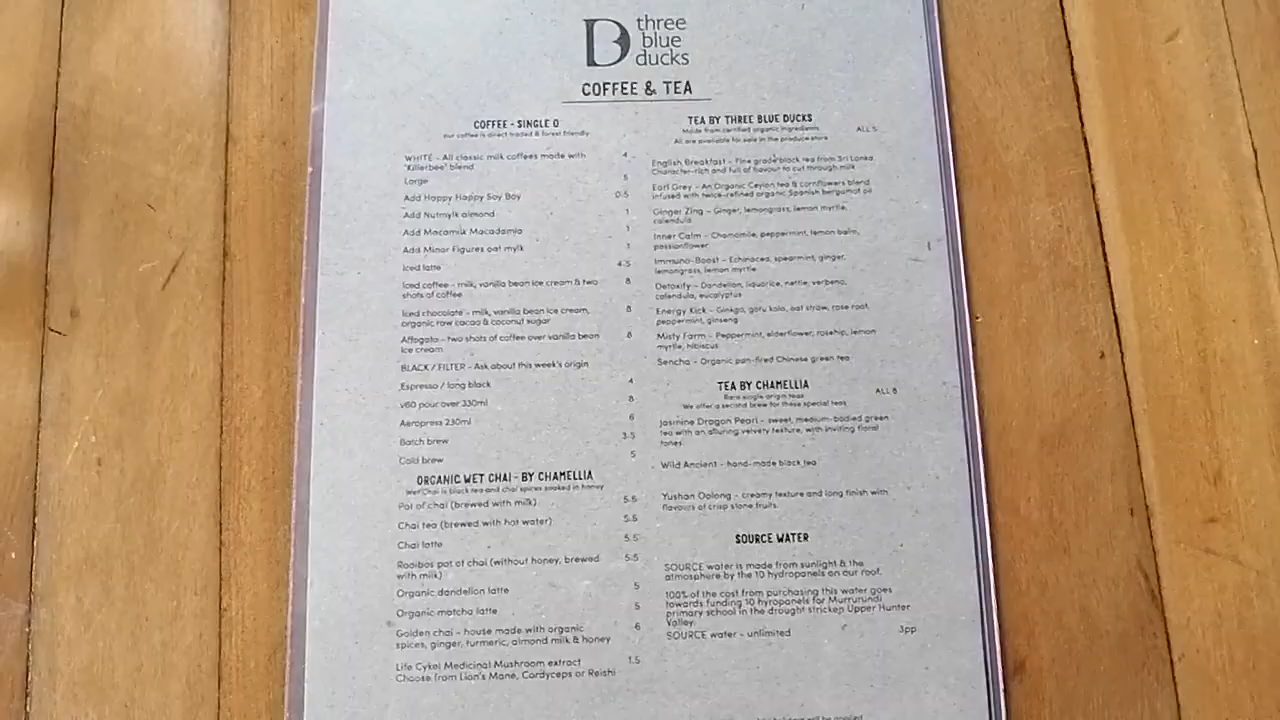 three
blue
ducks
COFFEE & TEA
COFFEE - SINGLE O
our coffee is direct traded & forest friendly
WHITE - All classic milk coffees made with 4
"Killerbee" blend
Large 5
Add Happy Happy Soy Boy 0.5
Add Nutmylk almond 1
Add Macamilk Macadamia 1
Add Minor Figures oat mylk 1
Iced latte 4.5
Iced coffee - milk, vanilla bean ice cream & two 8
shots of coffee
Iced chocolate - milk, vanilla bean ice cream, 8
organic raw cacao & coconut sugar
Affogato - two shots of coffee over vanilla bean 8
ice cream
BLACK / FILTER - Ask about this week's origin
Espresso / long black 4
v60 pour over 330ml 8
Aeropress 230ml 6
Batch brew 3.5
Cold brew 5
ORGANIC WET CHAI - BY CHAMELLIA
Wet Chai is black tea and chai spices soaked in honey
Pot of chai (brewed with milk) 5.5
Chai tea (brewed with hot water) 5.5
Chai latte 5.5
Rooibos pot of chai (without honey, brewed 5.5
with milk)
Organic dandelion latte 5
Organic matcha latte 5
Golden chai - house made with organic 6
spices, ginger, turmeric, almond milk & honey
Life Cykel Medicinal Mushroom extract 1.5
Choose from Lion's Mane, Cordyceps or Reishi
TEA BY THREE BLUE DUCKS
Made from certified organic ingredients ALL 5
All are available for sale in the produce store
English Breakfast - Fine grade black tea from Sri Lanka.
Character-rich and full of flavour to cut through milk
Earl Grey - An Organic Ceylon tea & cornflowers blend
infused with twice-refined organic Spanish bergamot oil
Ginger Zing - Ginger, lemongrass, lemon myrtle,
calendula
Inner Calm - Chamomile, peppermint, lemon balm,
passionflower
Immuno-Boost - Echinacea, spearmint, ginger,
lemongrass, lemon myrtle
Detoxify - Dandelion, liquorice, nettle, verbena,
calendula, eucalyptus
Energy Kick - Ginkgo, gotu kola, oat straw, rose root,
peppermint, ginseng
Misty Farm - Peppermint, elderflower, rosehip, lemon
myrtle, hibiscus
Sencha - Organic pan-fired Chinese green tea
TEA BY CHAMELLIA
Rare single origin teas ALL 8
We offer a second brew for these special teas
Jasmine Dragon Pearl - sweet, medium-bodied green
tea with an alluring velvety texture, with inviting floral
tones.
Wild Ancient - hand-made black tea
Yushan Oolong - creamy texture and long finish with
flavours of crisp stone fruits.
SOURCE WATER
SOURCE water is made from sunlight & the
atmosphere by the 10 hydropanels on our roof.
100% of the cost from purchasing this water goes
towards funding 10 hyropanels for Murrurundi
primary school in the drought stricken Upper Hunter
Valley.
SOURCE water - unlimited 3pp